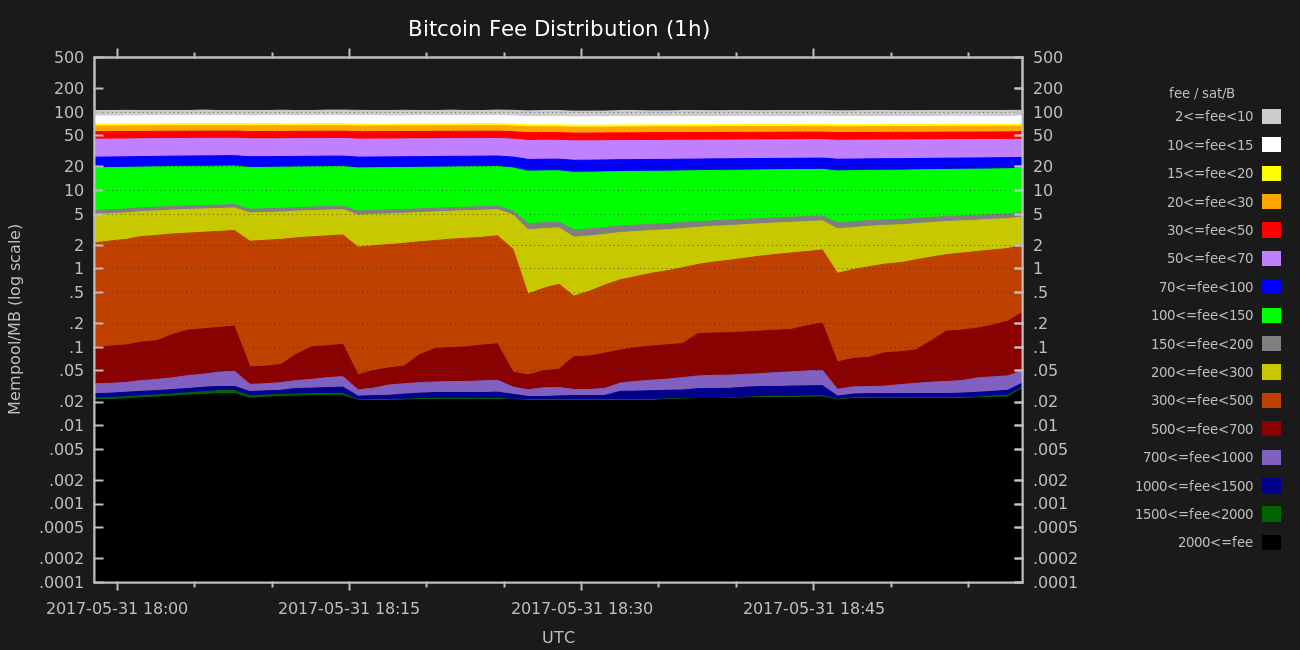 Bitcoin Fee Distribution (1h)
Mempool/MB (log scale)
500
200
100
50
20
10
5
2
1
.5
.2
.1
.05
.02
.01
.005
.002
.001
.0005
.0002
.0001
500
200
100
50
20
10
5
2
1
.5
.2
.1
.05
.02
.01
.005
.002
.001
.0005
.0002
.0001
fee / sat/B
2<=fee<10
10<=fee<15
15<=fee<20
20<=fee<30
30<=fee<50
50<=fee<70
70<=fee<100
100<=fee<150
150<=fee<200
200<=fee<300
300<=fee<500
500<=fee<700
700<=fee<1000
1000<=fee<1500
1500<=fee<2000
2000<=fee
2017-05-31 18:00 2017-05-31 18:15 2017-05-31 18:30 2017-05-31 18:45
UTC